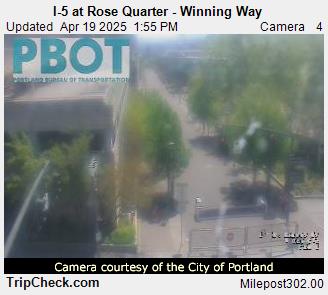 I-5 at Rose Quarter - Winning Way
Updated  Apr 19 2025  1:55 PM  Camera  4
PBOT
PORTLAND BUREAU OF TRANSPORTATION
Camera courtesy of the City of Portland
TripCheck.com  Milepost302.00